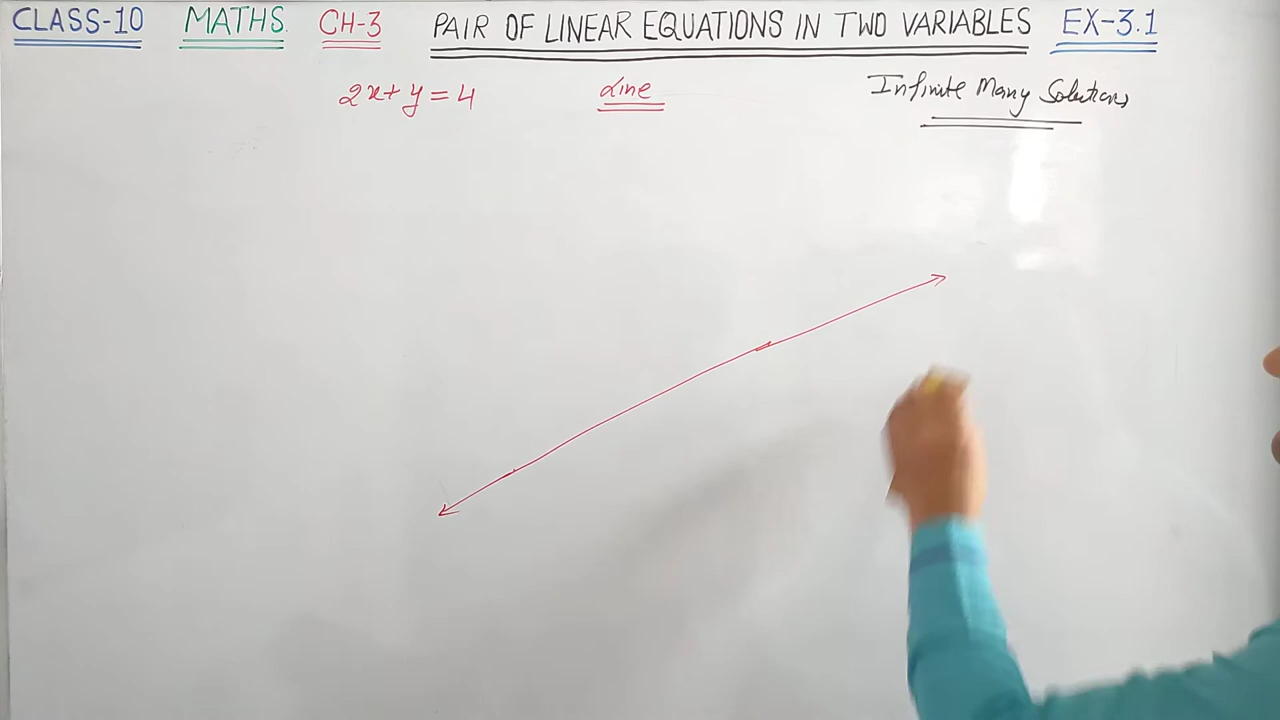 CLASS-10 MATHS. CH-3 PAIR OF LINEAR EQUATIONS IN TWO VARIABLES EX-3.1
2x+y=4 Line Infinite Many Solutions